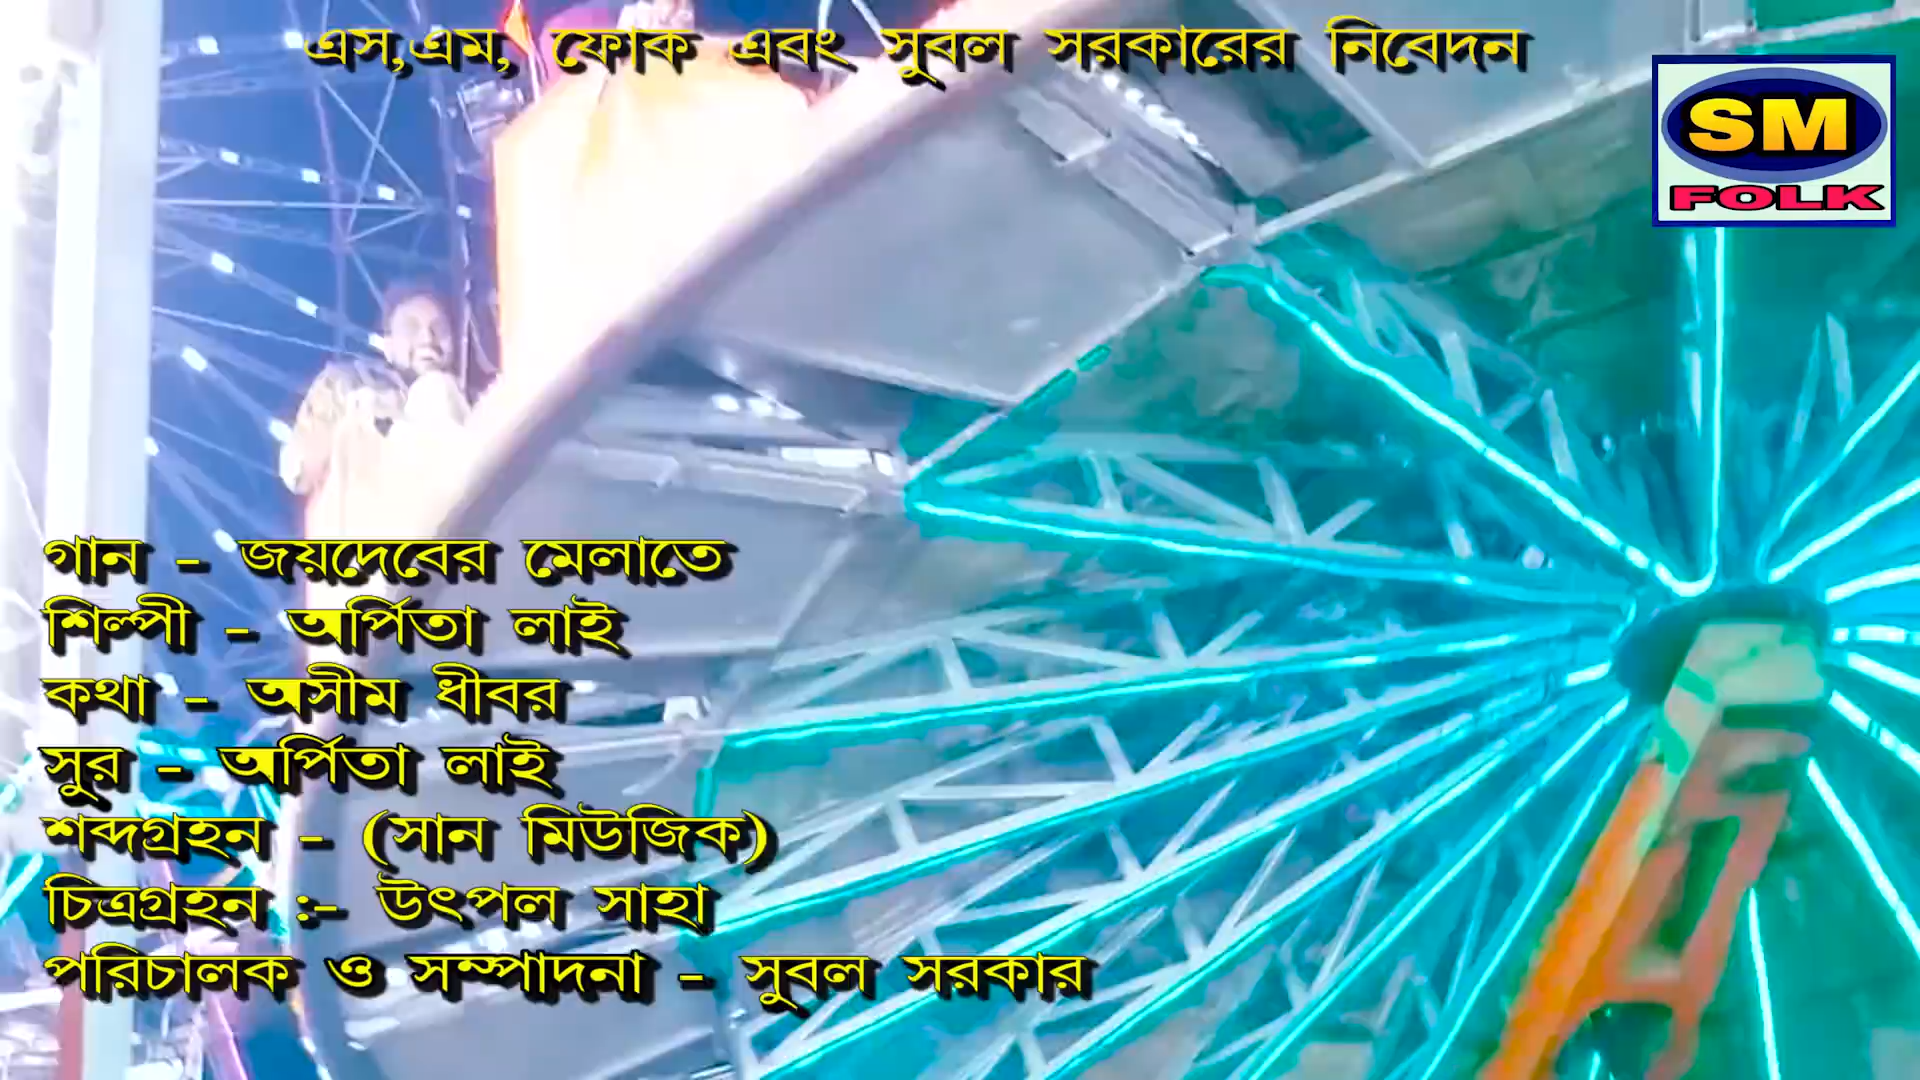 এস,এম, ফোক এবং সুবল সরকারের নিবেদন
SM
FOLK
গান - জয়দেবের মেলাতে
শিল্পী - অর্পিতা লাই
কথা - অসীম ধীবর
সুর - অর্পিতা লাই
শব্দগ্রহন - (সান মিউজিক)
চিত্রগ্রহন :- উৎপল সাহা
পরিচালক ও সম্পাদনা - সুবল সরকার